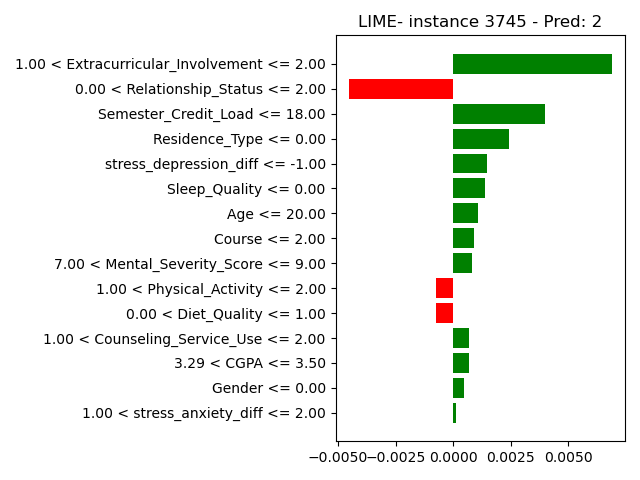 LIME- instance 3745 - Pred: 2
1.00 < Extracurricular_Involvement <= 2.00
0.00 < Relationship_Status <= 2.00
Semester_Credit_Load <= 18.00
Residence_Type <= 0.00
stress_depression_diff <= -1.00
Sleep_Quality <= 0.00
Age <= 20.00
Course <= 2.00
7.00 < Mental_Severity_Score <= 9.00
1.00 < Physical_Activity <= 2.00
0.00 < Diet_Quality <= 1.00
1.00 < Counseling_Service_Use <= 2.00
3.29 < CGPA <= 3.50
Gender <= 0.00
1.00 < stress_anxiety_diff <= 2.00
−0.0050 −0.0025 0.0000 0.0025 0.0050